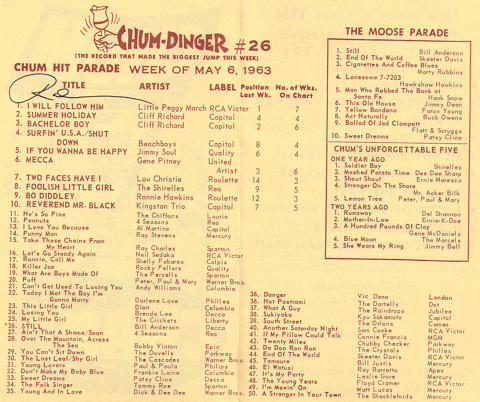 CHUM-DINGER #26
(THE RECORD THAT MADE THE BIGGEST JUMP THIS WEEK)
CHUM HIT PARADE WEEK OF MAY 6, 1963
TITLE ARTIST LABEL Position Last Wk. No. of Wks. On Chart
1. I WILL FOLLOW HIM Little Peggy March RCA Victor 1 7
2. SUMMER HOLIDAY Cliff Richard Capitol 4 4
3. BACHELOR BOY Cliff Richard Capitol 2 6
4. SURFIN' U.S.A./SHUT
DOWN Beachboys Capitol 8 4
5. IF YOU WANNA BE HAPPY Jimmy Soul Quality 6 4
6. MECCA Gene Pitney United
Artist 3 6
7. TWO FACES HAVE I Lou Christie Roulette 14 3
8. FOOLISH LITTLE GIRL The Shirelles Reo 9 5
9. BO DIDDLEY Ronnie Hawkins Roulette 12 3
10. REVEREND MR. BLACK Kingston Trio Capitol 7 5
11. He's So Fine The Chiffons Laurie
12. Peanuts 4 Seasons Reo
13. I Love You Because Al Martino Capitol
14. Funny Man Ray Stevens Mercury
15. Take These Chains From
My Heart Ray Charles Sparton
16. Let's Go Steady Again Neil Sedaka RCA Victor
17. Ronnie, Call Me Shelly Fabares Colpix
18. Killer Joe Rocky Fellers Quality
19. What Are Boys Made Of The Percells Sparton
20. Puff Peter, Paul & Mary Warner Bros.
21. Can't Get Used To Losing You Andy Williams Columbia
22. Today I Met The Boy I'm
Gonna Marry Darlene Love Phillies
23. This Little Girl Dion Columbia
24. Losing You Brenda Lee Decca
25. My Little Girl The Crickets Liberty
26. STILL Bill Anderson Decca
27. Ain't That A Shame/Soon 4 Seasons Reo
28. Over The Mountain, Across
The Sea Bobby Vinton Epic
29. You Can't Sit Down The Dovells Parkway
30. The Last Leaf/Shy Girl The Cascades Warner Bros.
31. Young Lovers Paul & Paula Philips
32. Don't Make My Baby Blue Frankie Laine Columbia
33. Sweet Dreams Patsy Cline Decca
34. The Folk Singer Tommy Roe Sparton
35. Young And In Love Dick & Dee Dee Warner Bros.
36. Danger Vic Dana London
37. Hot Pastrami The Dartells Dot
38. What A Guy The Raindrops Jubilee
38. Sukiyaka Kyu Sakamoto Capitol
39. South Street The Orlons Cameo
40. Another Saturday Night Sam Cooke RCA Victor
41. If My Pillow Could Talk Connie Francis MGM
42. Twenty Miles Chubby Checker Parkway
43. Da Doo Ron Ron The Crystals Phillies
44. End Of The World Skeeter Davis RCA Victor
45. Tomoure Bill Justis Mercury
46. El Watusi Ray Barretto Roulette
47. It's My Party Leslie Gore Mercury
48. The Young Years Floyd Cramer RCA Victor
49. I'm Movin' On Matt Lucas Mercury
50. A Stranger In Your Town The Shacklefords Mercury
THE MOOSE PARADE
1. Still Bill Anderson
2. End Of The World Skeeter Davis
3. Cigarettes And Coffee Blues
Marty Robbins
4. Lonesome 7-7203
Hawkshaw Hawkins
5. Man Who Robbed The Bank at
Santa Fe Hank Snow
6. This Ole House Jimmy Dean
7. Yellow Bandana Faron Young
8. Act Naturally Buck Owens
9. Ballad Of Jed Clampett
Flatt & Scruggs
10. Sweet Dreams Patsy Cline
CHUM'S UNFORGETTABLE FIVE
ONE YEAR AGO
1. Soldier Boy Shirelles
2. Mashed Potato Time Dee Dee Sharp
3. Shout Shout Ernie Maresca
4. Stranger On The Shore
Mr. Acker Bilk
5. Lemon Tree Peter, Paul & Mary
TWO YEARS AGO
1. Runaway Del Shannon
2. Mother-In-Law Ernie-K-Doe
3. A Hundred Pounds Of Clay
Gene McDaniels
4. Blue Moon The Marcels
5. She Wears My Ring Jimmy Bell